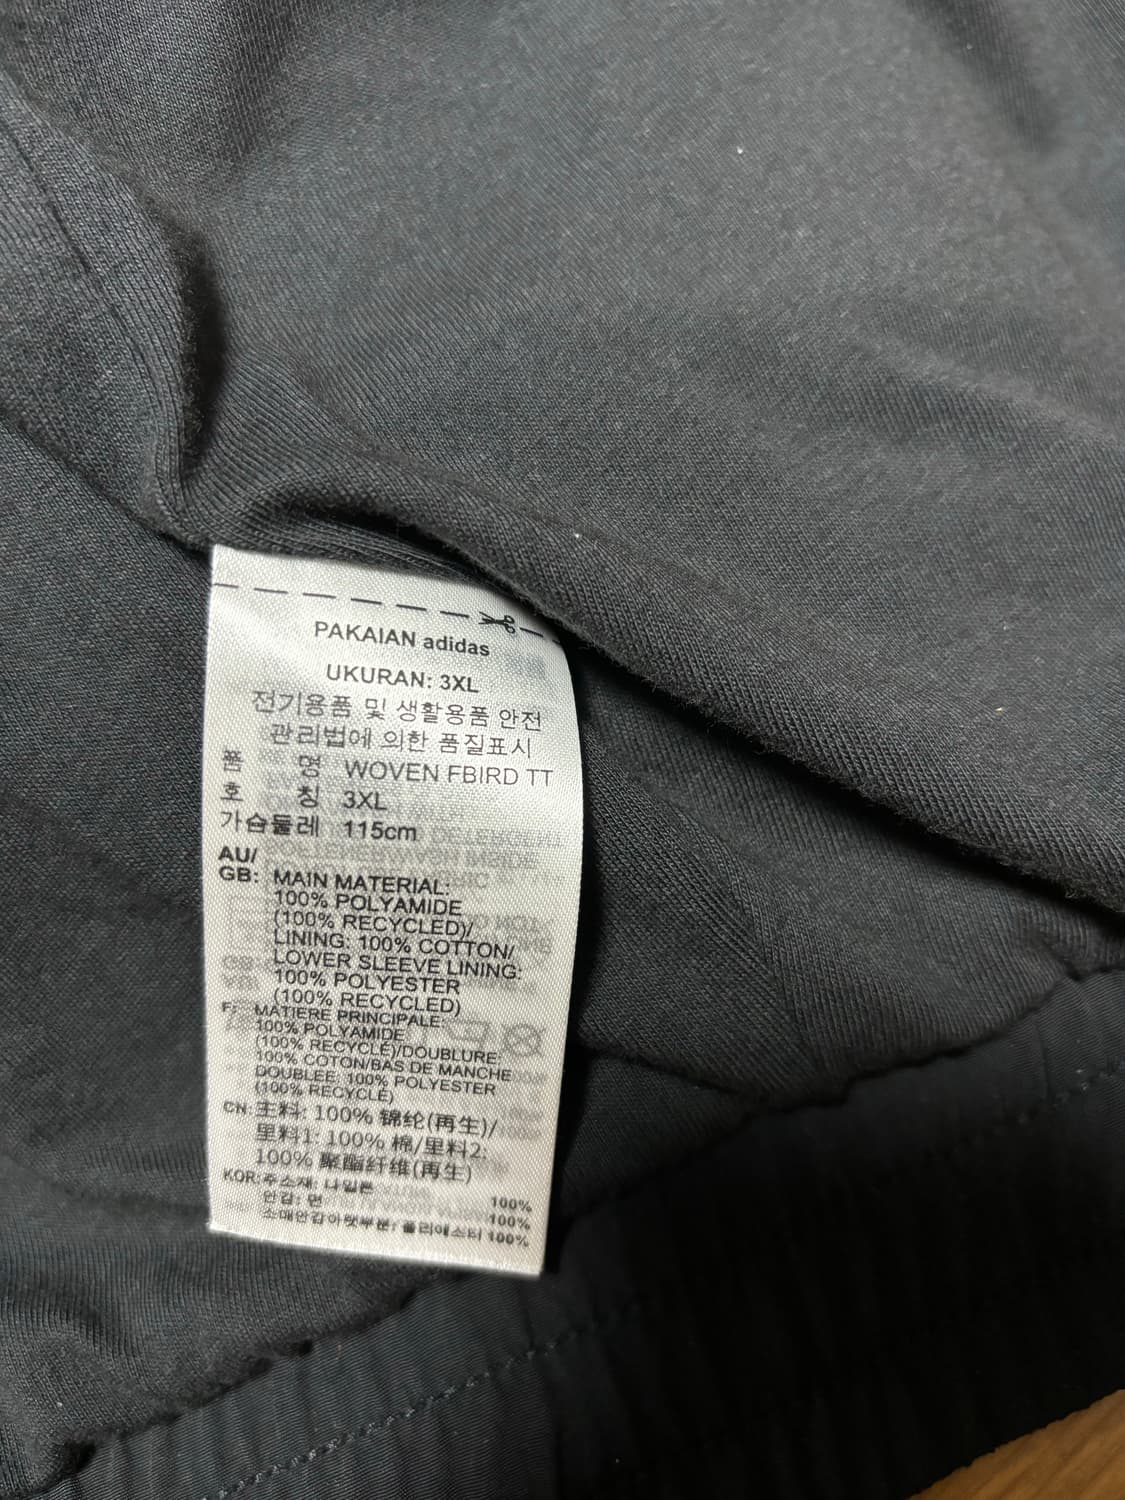 PAKAIAN adidas
UKURAN: 3XL
전기용품 및 생활용품 안전
관리법에 의한 품질표시
품 명 WOVEN FBIRD TT
호 칭 3XL
가슴둘레 115cm
AU/
GB: MAIN MATERIAL:
100% POLYAMIDE
(100% RECYCLED)/
LINING: 100% COTTON/
LOWER SLEEVE LINING:
100% POLYESTER
(100% RECYCLED)
F: MATIERE PRINCIPALE:
100% POLYAMIDE
(100% RECYCLÉ)/DOUBLURE:
100% COTON/BAS DE MANCHE
DOUBLÉE: 100% POLYESTER
(100% RECYCLÉ)
CN: 主料: 100% 锦纶(再生)/
里料1: 100% 棉/里料2:
100% 聚酯纤维(再生)
KOR: 주소재: 나일론 100%
안감: 면 100%
소매안감아랫부분: 폴리에스터 100%